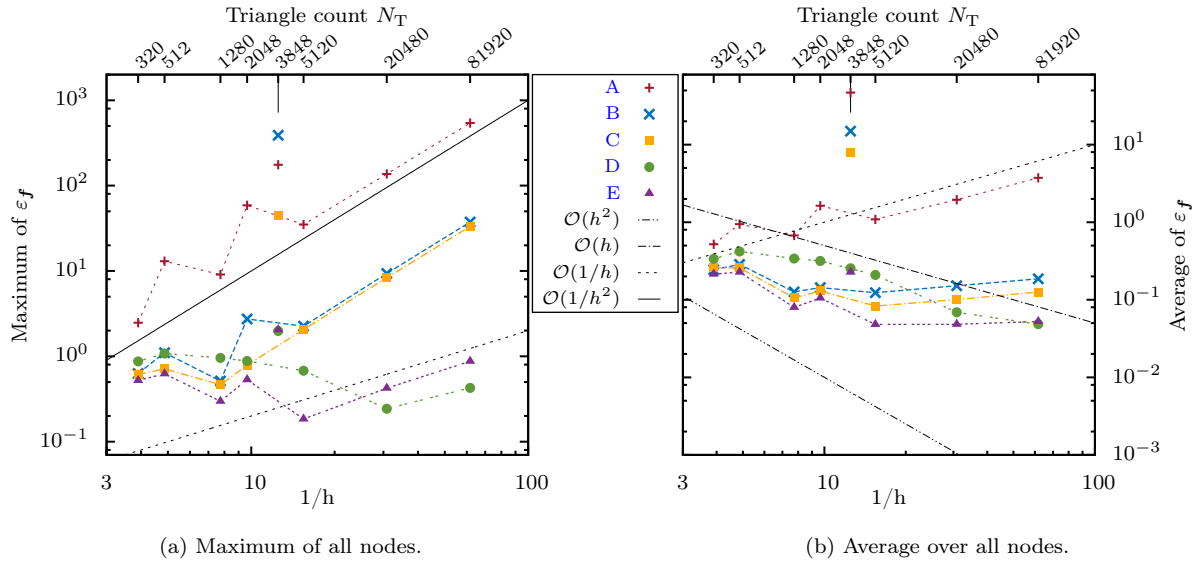 Triangle count N_T
320 512 1280 2048 3848 5120 20480 81920
10^3
10^2
10^1
10^0
10^-1
Maximum of ε_f
3 10 100
1/h
(a) Maximum of all nodes.
A
B
C
D
E
𝒪(h^2)
𝒪(h)
𝒪(1/h)
𝒪(1/h^2)
Triangle count N_T
320 512 1280 2048 3848 5120 20480 81920
10^1
10^0
10^-1
10^-2
10^-3
Average of ε_f
3 10 100
1/h
(b) Average over all nodes.